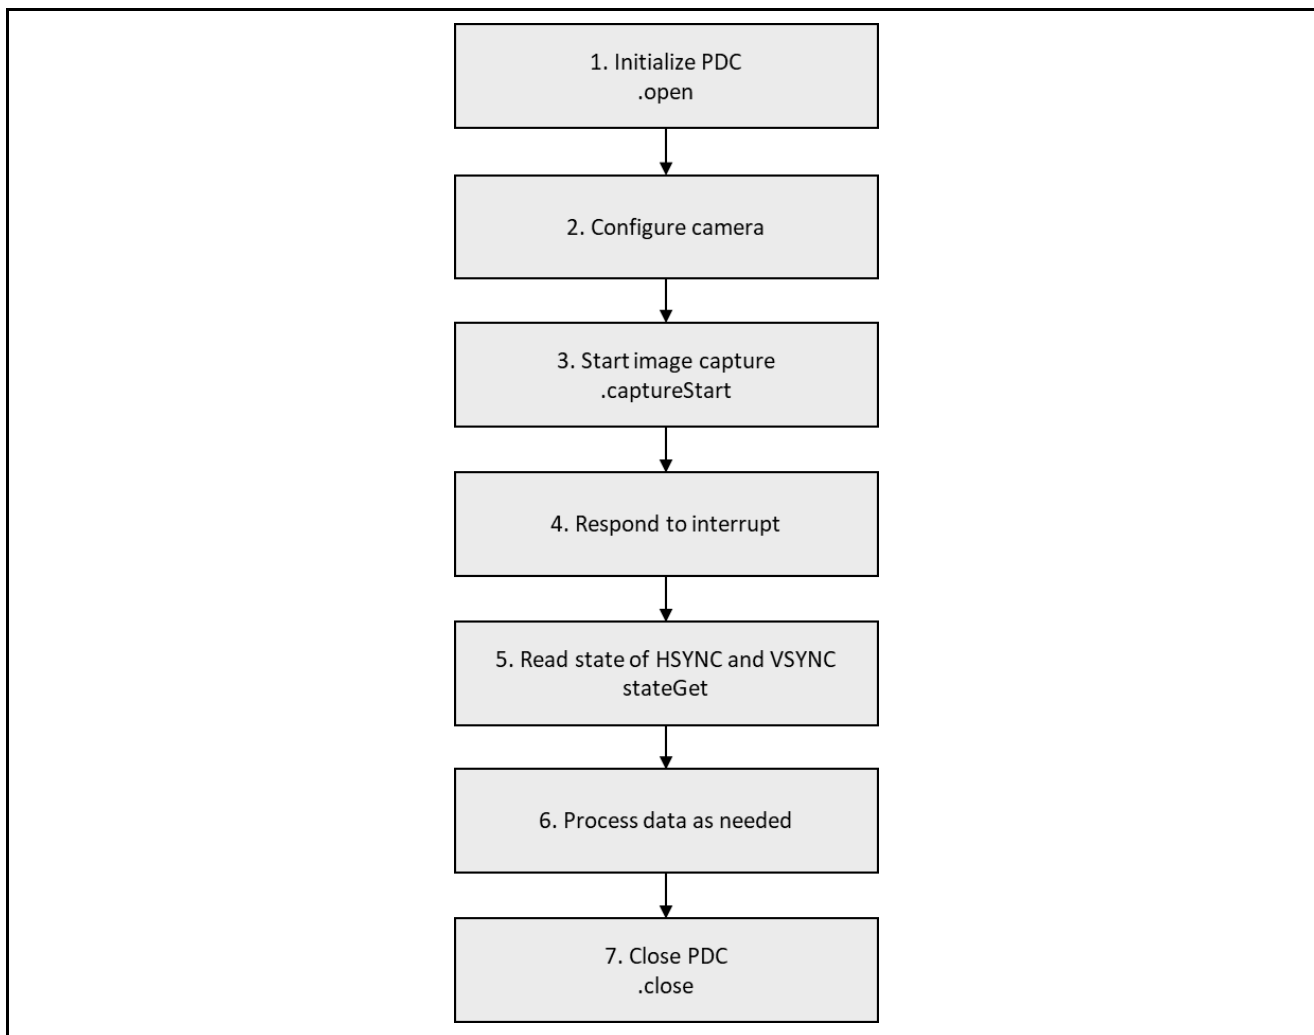 1. Initialize PDC
.open
2. Configure camera
3. Start image capture
.captureStart
4. Respond to interrupt
5. Read state of HSYNC and VSYNC
stateGet
6. Process data as needed
7. Close PDC
.close